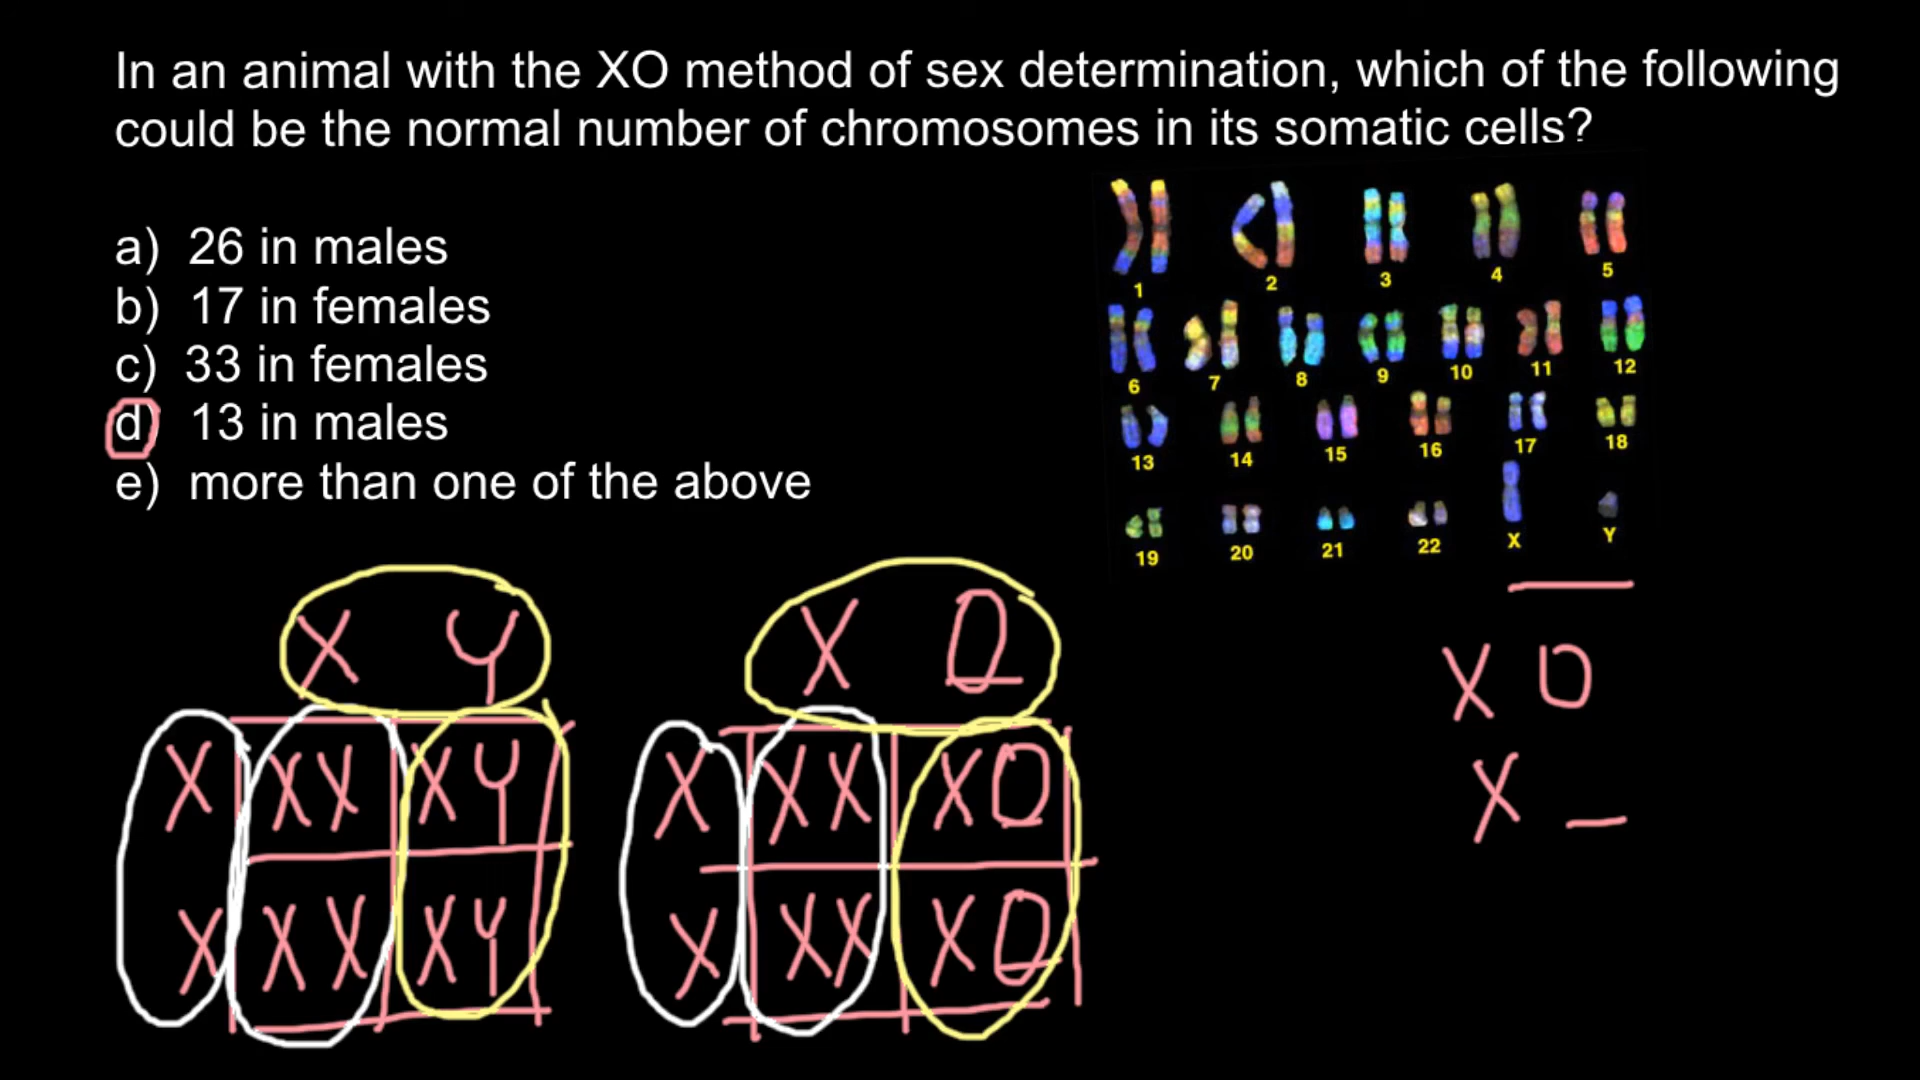 In an animal with the XO method of sex determination, which of the following
could be the normal number of chromosomes in its somatic cells?
a) 26 in males
b) 17 in females
c) 33 in females
d) 13 in males
e) more than one of the above
1 2 3 4 5
6 7 8 9 10 11 12
13 14 15 16 17 18
19 20 21 22 X Y
X Y
X XX XY
X XX XY
X O
X XX XO
X XX XO
X O
X _